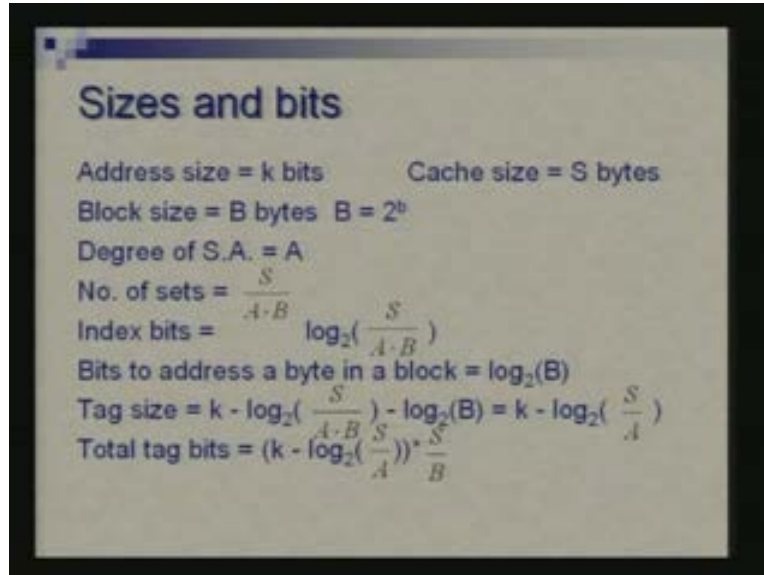 Sizes and bits
Address size = k bits Cache size = S bytes
Block size = B bytes B = 2ᵇ
Degree of S.A. = A
No. of sets = S / A·B
Index bits = log₂( S / A·B )
Bits to address a byte in a block = log₂(B)
Tag size = k - log₂( S / A·B ) - log₂(B) = k - log₂( S / A )
Total tag bits = (k - log₂( S / A ))* S / B